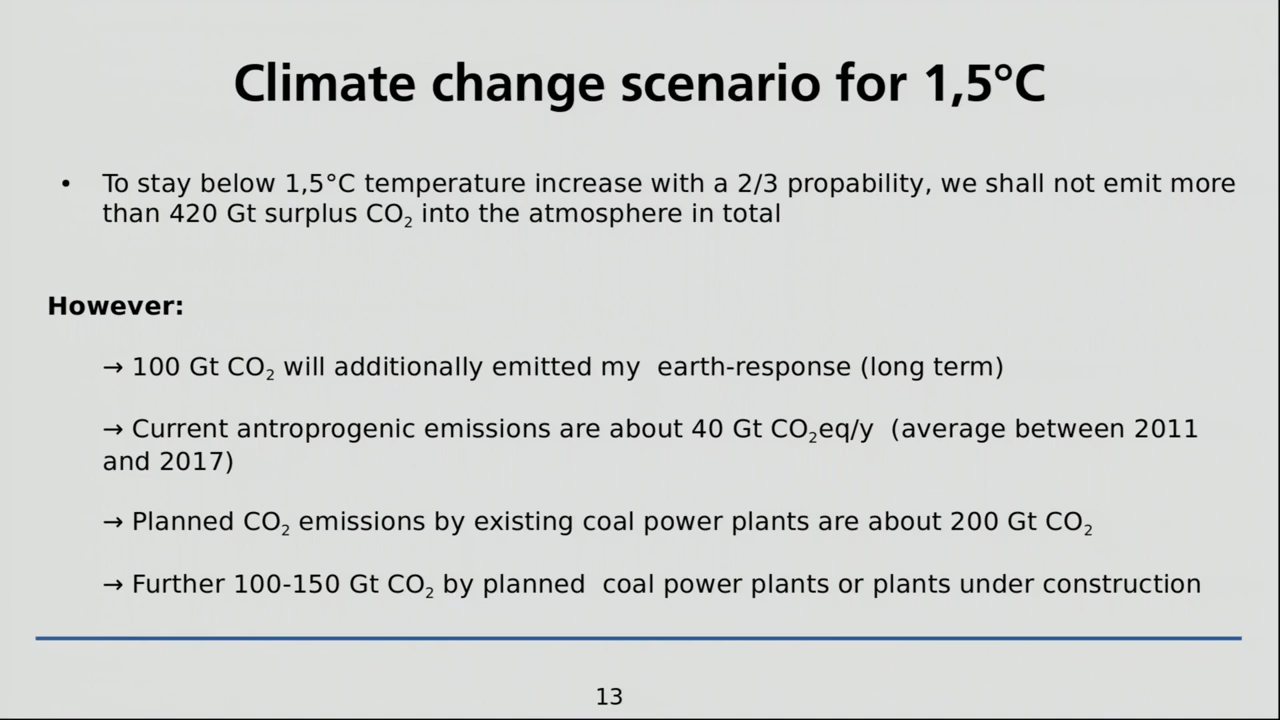 Climate change scenario for 1,5°C
• To stay below 1,5°C temperature increase with a 2/3 propability, we shall not emit more
than 420 Gt surplus CO₂ into the atmosphere in total
However:
→ 100 Gt CO₂ will additionally emitted my  earth-response (long term)
→ Current antroprogenic emissions are about 40 Gt CO₂eq/y  (average between 2011
and 2017)
→ Planned CO₂ emissions by existing coal power plants are about 200 Gt CO₂
→ Further 100-150 Gt CO₂ by planned  coal power plants or plants under construction
13